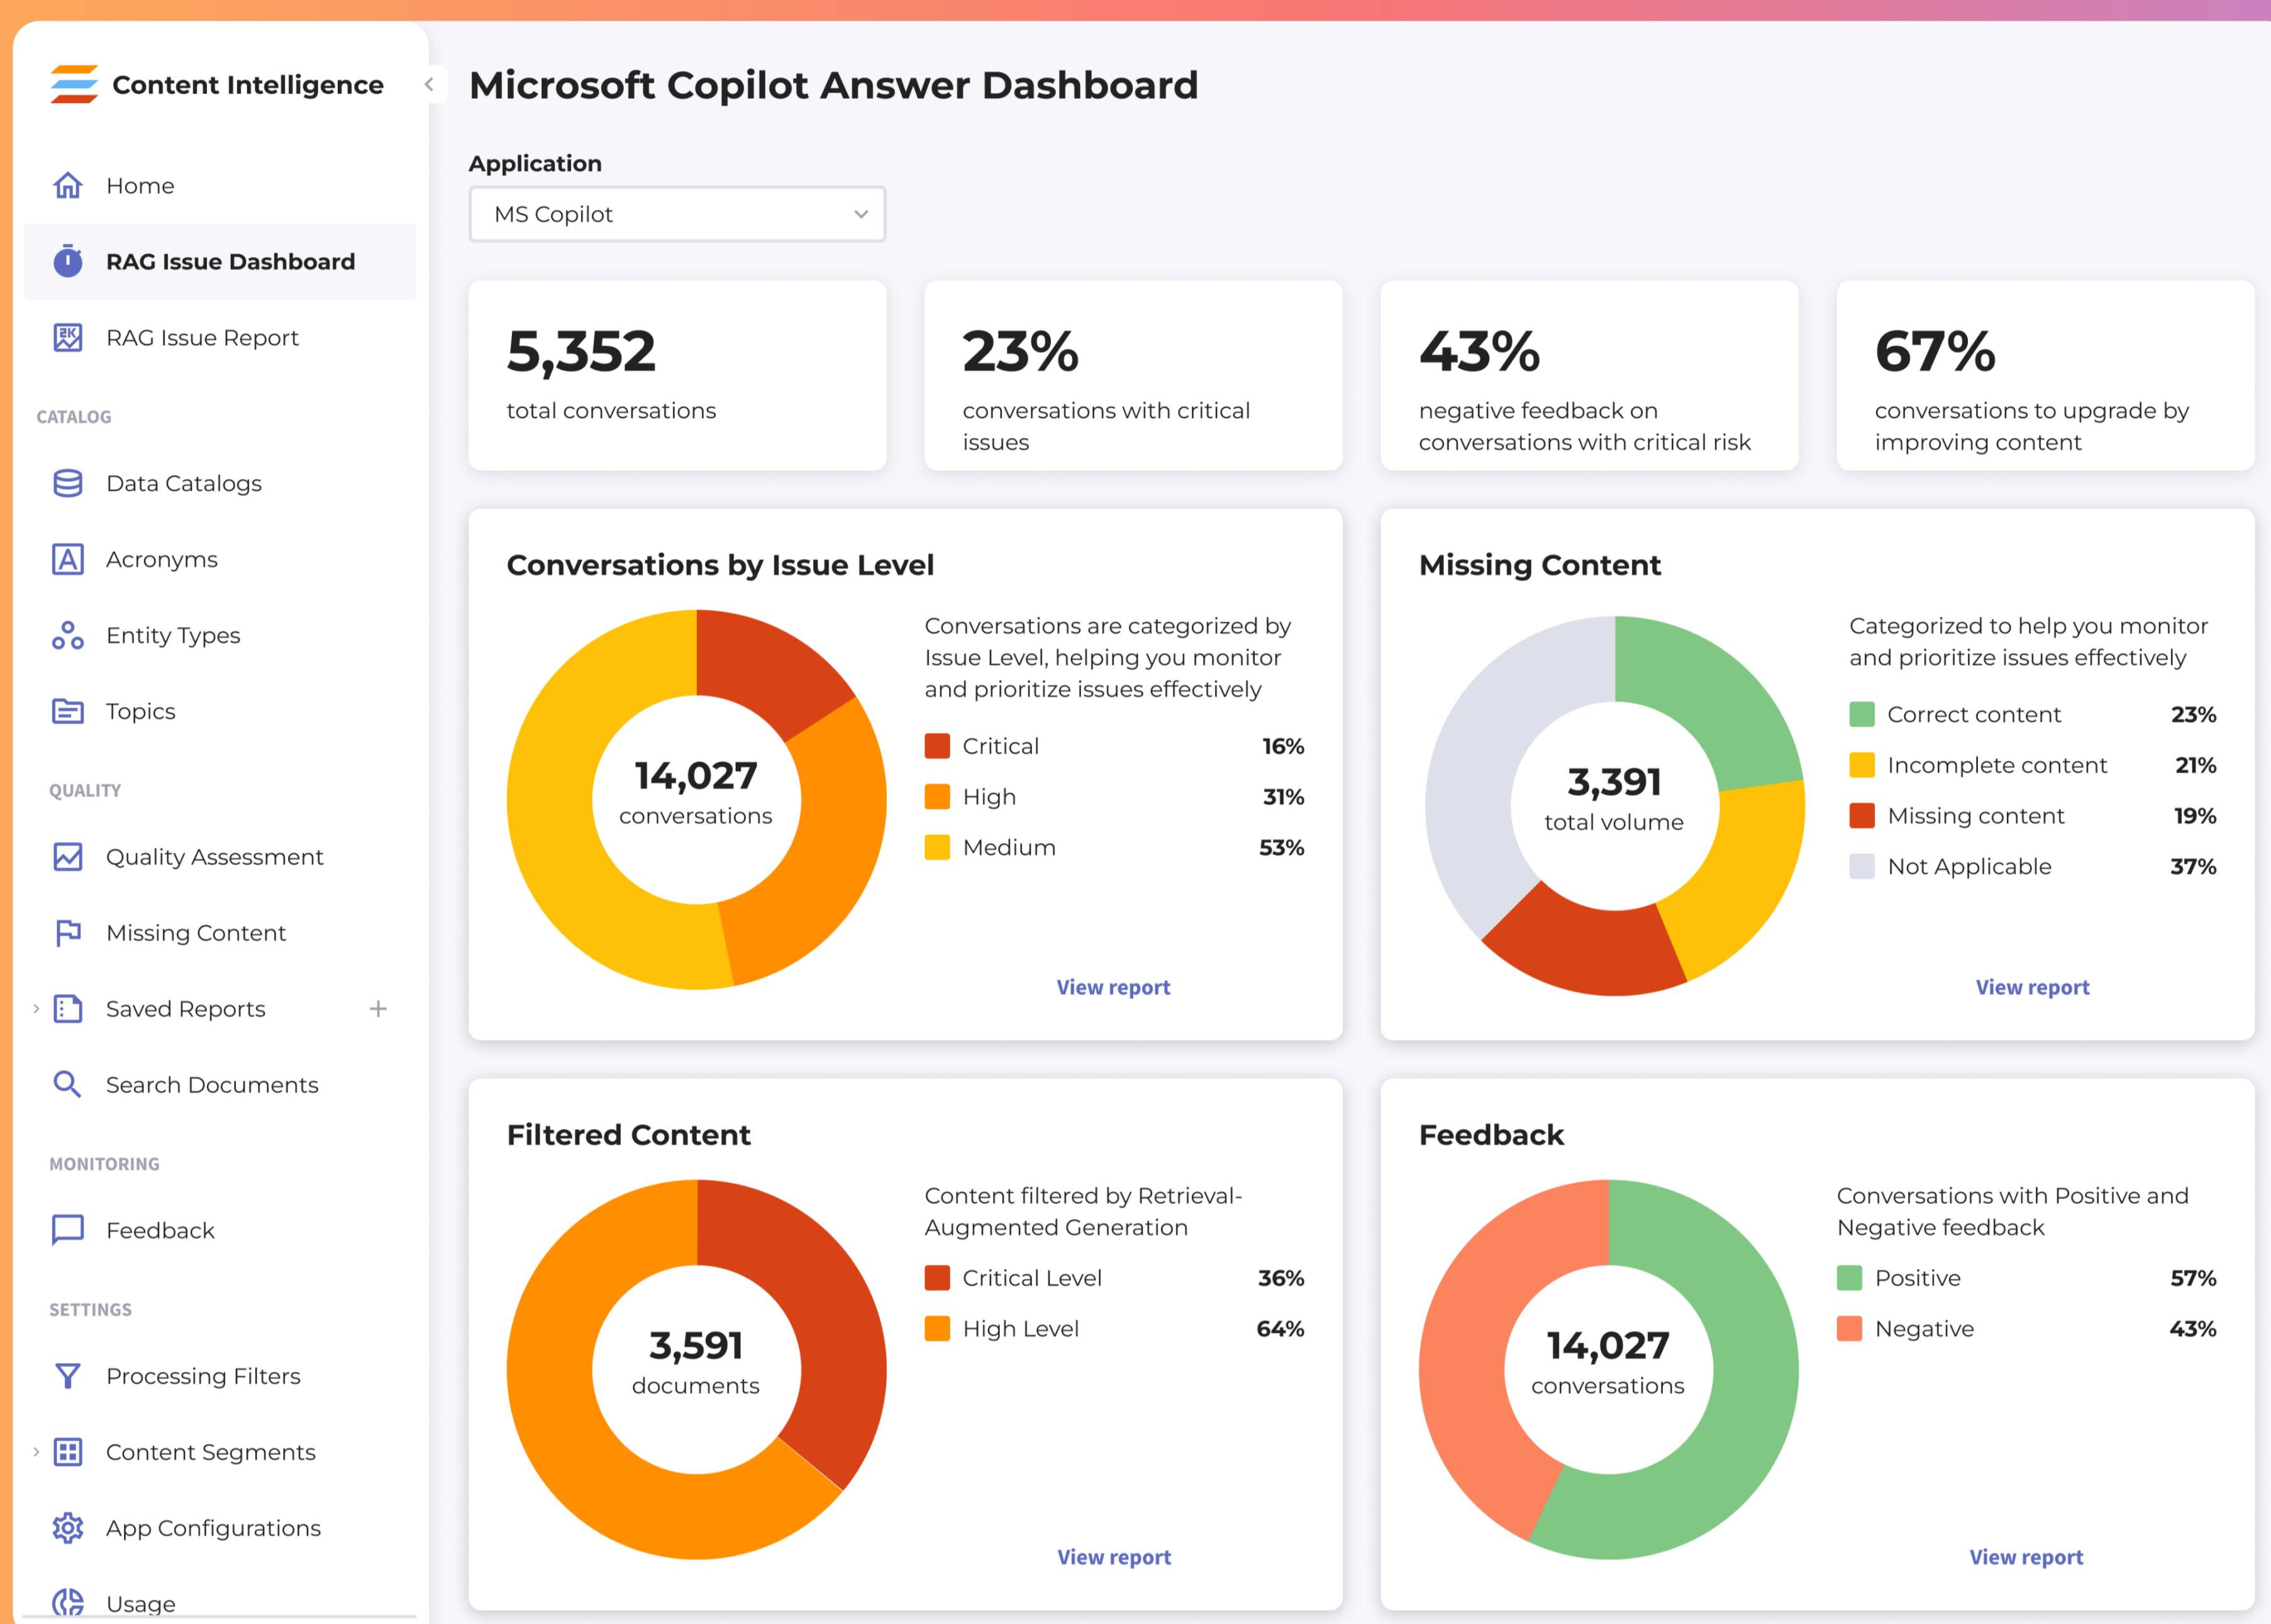 Content Intelligence
Home
RAG Issue Dashboard
RAG Issue Report
CATALOG
Data Catalogs
Acronyms
Entity Types
Topics
QUALITY
Quality Assessment
Missing Content
Saved Reports
Search Documents
MONITORING
Feedback
SETTINGS
Processing Filters
Content Segments
App Configurations
Usage
Microsoft Copilot Answer Dashboard
Application
MS Copilot
5,352
total conversations
23%
conversations with critical
issues
43%
negative feedback on
conversations with critical risk
67%
conversations to upgrade by
improving content
Conversations by Issue Level
14,027
conversations
Conversations are categorized by
Issue Level, helping you monitor
and prioritize issues effectively
Critical 16%
High 31%
Medium 53%
View report
Missing Content
3,391
total volume
Categorized to help you monitor
and prioritize issues effectively
Correct content 23%
Incomplete content 21%
Missing content 19%
Not Applicable 37%
View report
Filtered Content
3,591
documents
Content filtered by Retrieval-
Augmented Generation
Critical Level 36%
High Level 64%
View report
Feedback
14,027
conversations
Conversations with Positive and
Negative feedback
Positive 57%
Negative 43%
View report